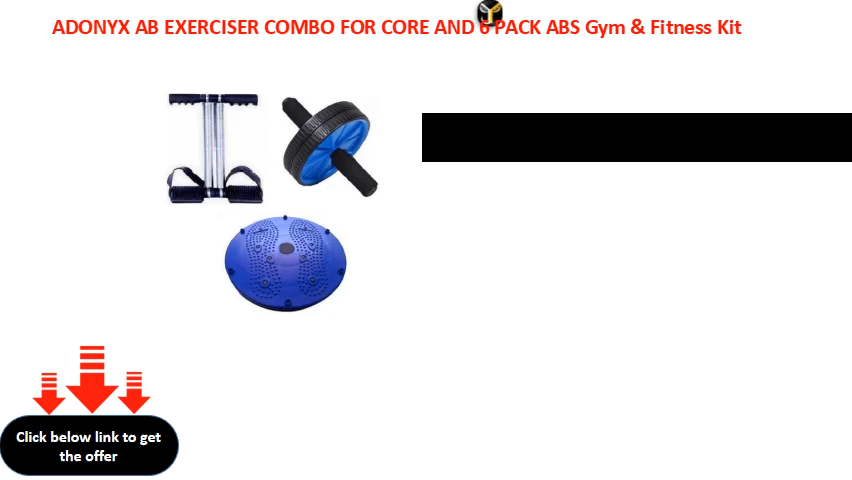 ADONYX AB EXERCISER COMBO FOR CORE AND 6 PACK ABS Gym & Fitness Kit
Click below link to get
the offer